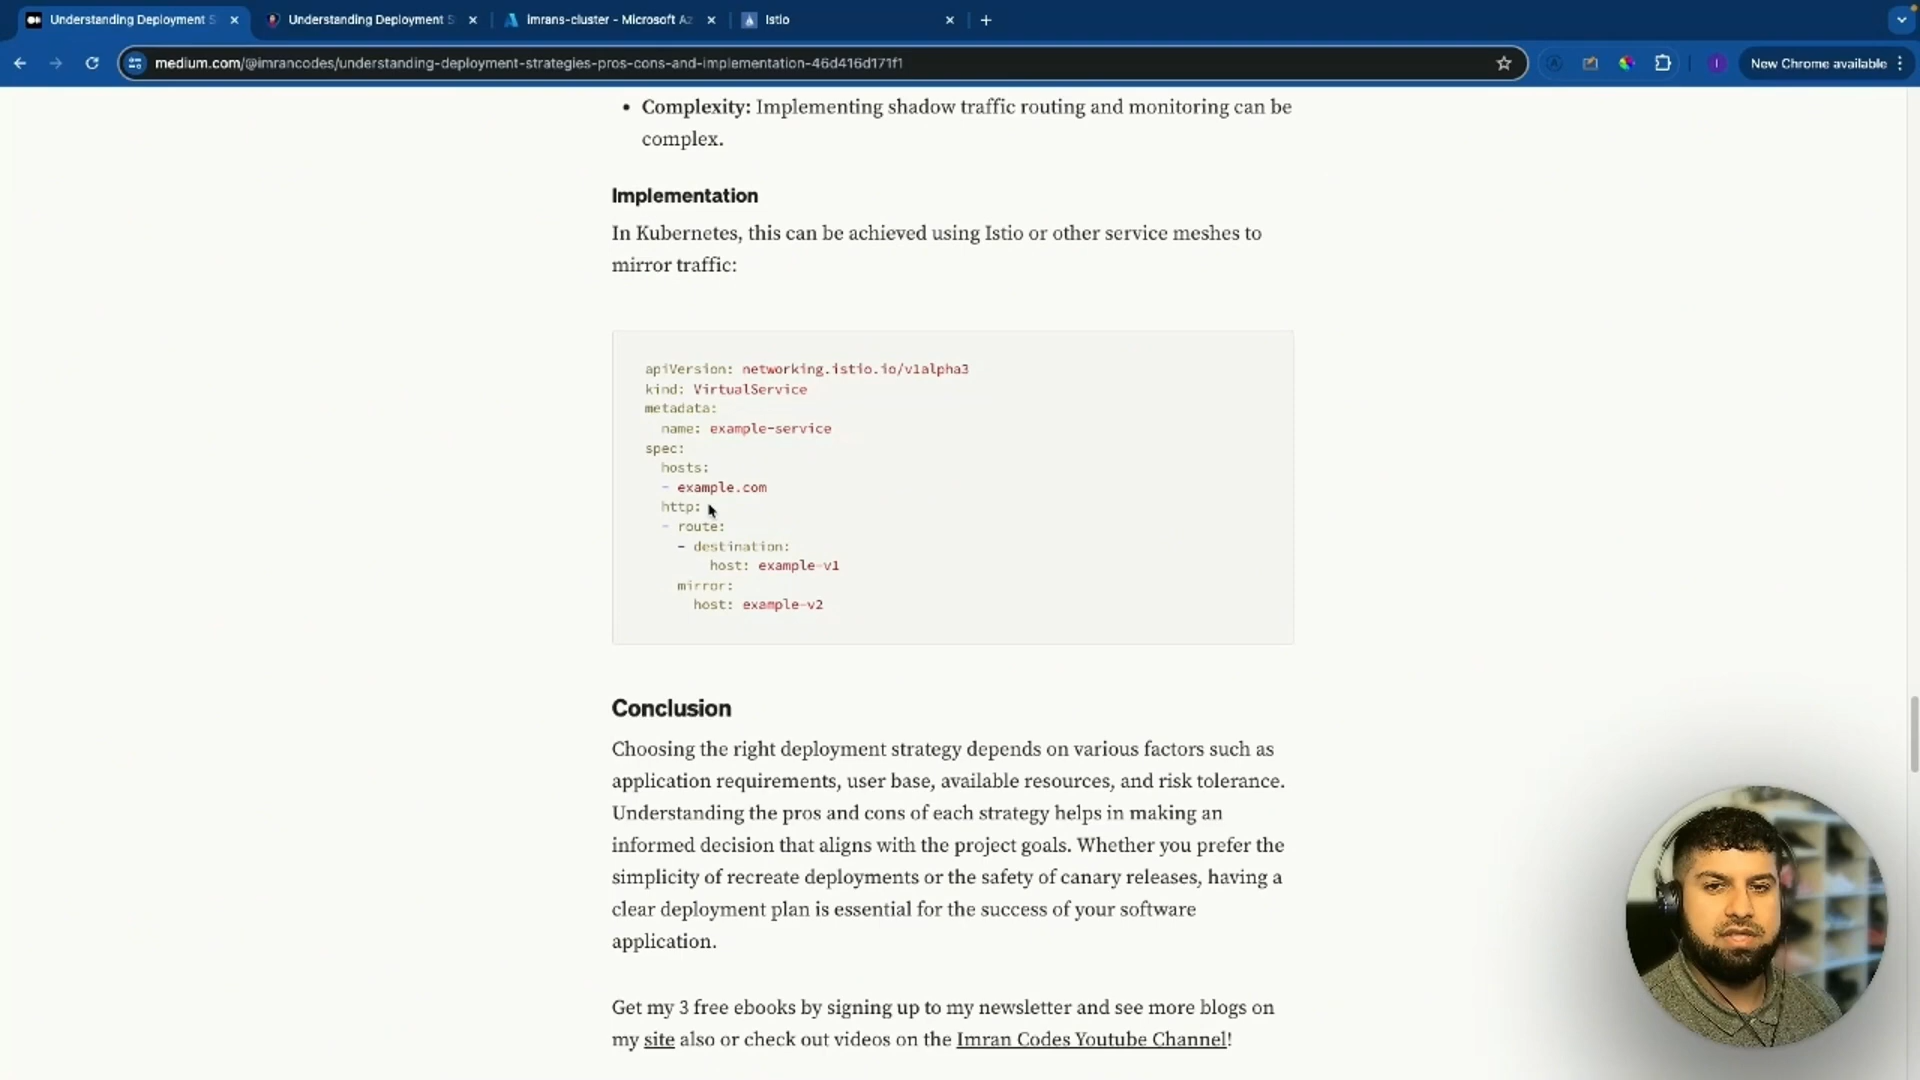 Understanding Deployment S
Understanding Deployment S
imrans-cluster - Microsoft Az
Istio
medium.com/@imrancodes/understanding-deployment-strategies-pros-cons-and-implementation-46d416d171f1
New Chrome available
• Complexity: Implementing shadow traffic routing and monitoring can be
complex.
Implementation
In Kubernetes, this can be achieved using Istio or other service meshes to
mirror traffic:
apiVersion: networking.istio.io/v1alpha3
kind: VirtualService
metadata:
  name: example-service
spec:
  hosts:
  - example.com
  http:
  - route:
    - destination:
        host: example-v1
    mirror:
      host: example-v2
Conclusion
Choosing the right deployment strategy depends on various factors such as
application requirements, user base, available resources, and risk tolerance.
Understanding the pros and cons of each strategy helps in making an
informed decision that aligns with the project goals. Whether you prefer the
simplicity of recreate deployments or the safety of canary releases, having a
clear deployment plan is essential for the success of your software
application.
Get my 3 free ebooks by signing up to my newsletter and see more blogs on
my site also or check out videos on the Imran Codes Youtube Channel!